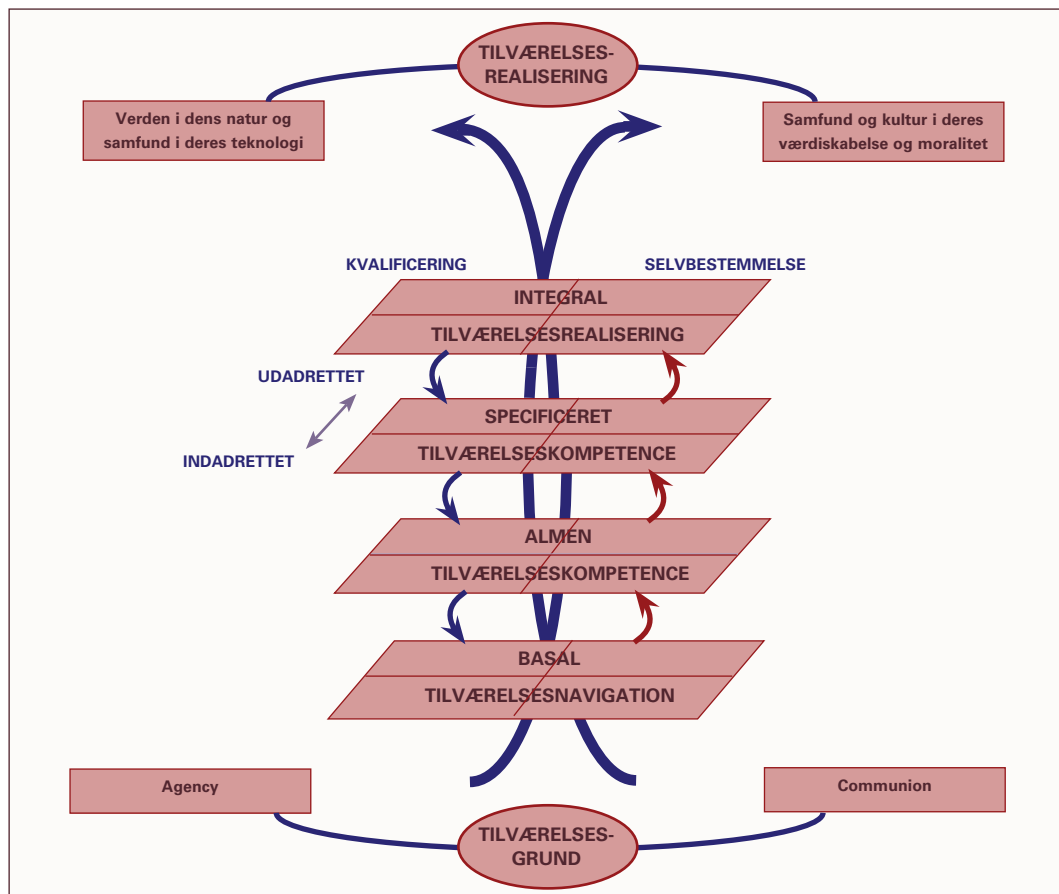 TILVÆRELSES-
REALISERING
Verden i dens natur og
samfund i deres teknologi
Samfund og kultur i deres
værdiskabelse og moralitet
KVALIFICERING
SELVBESTEMMELSE
INTEGRAL
TILVÆRELSESREALISERING
UDADRETTET
INDADRETTET
SPECIFICERET
TILVÆRELSESKOMPETENCE
ALMEN
TILVÆRELSESKOMPETENCE
BASAL
TILVÆRELSESNAVIGATION
Agency
Communion
TILVÆRELSES-
GRUND